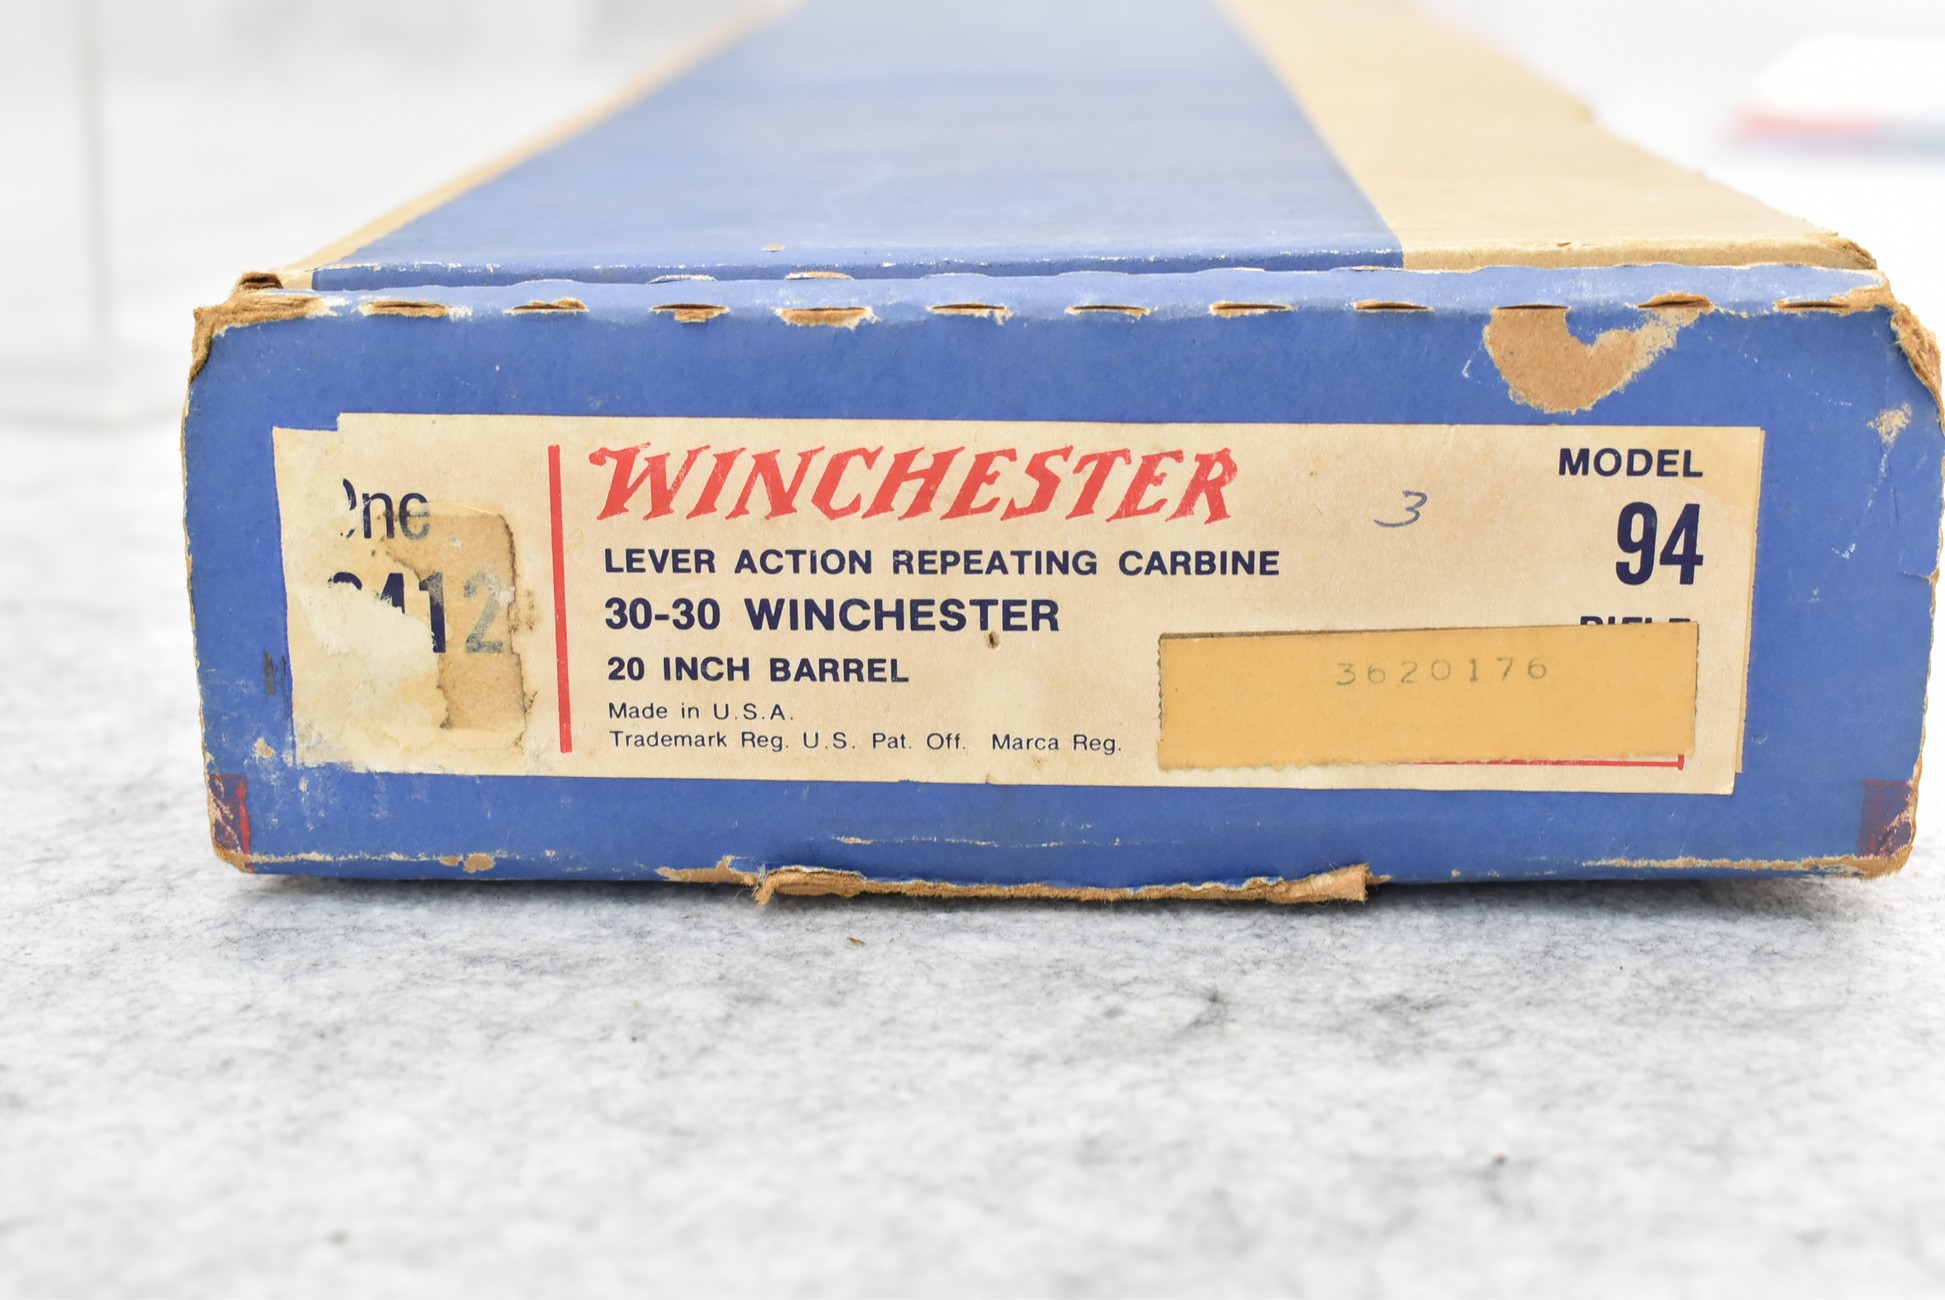 WINCHESTER
LEVER ACTION REPEATING CARBINE
30-30 WINCHESTER
20 INCH BARREL
Made in U.S.A.
Trademark Reg. U.S. Pat. Off. Marca Reg.
3
MODEL
94
3620176